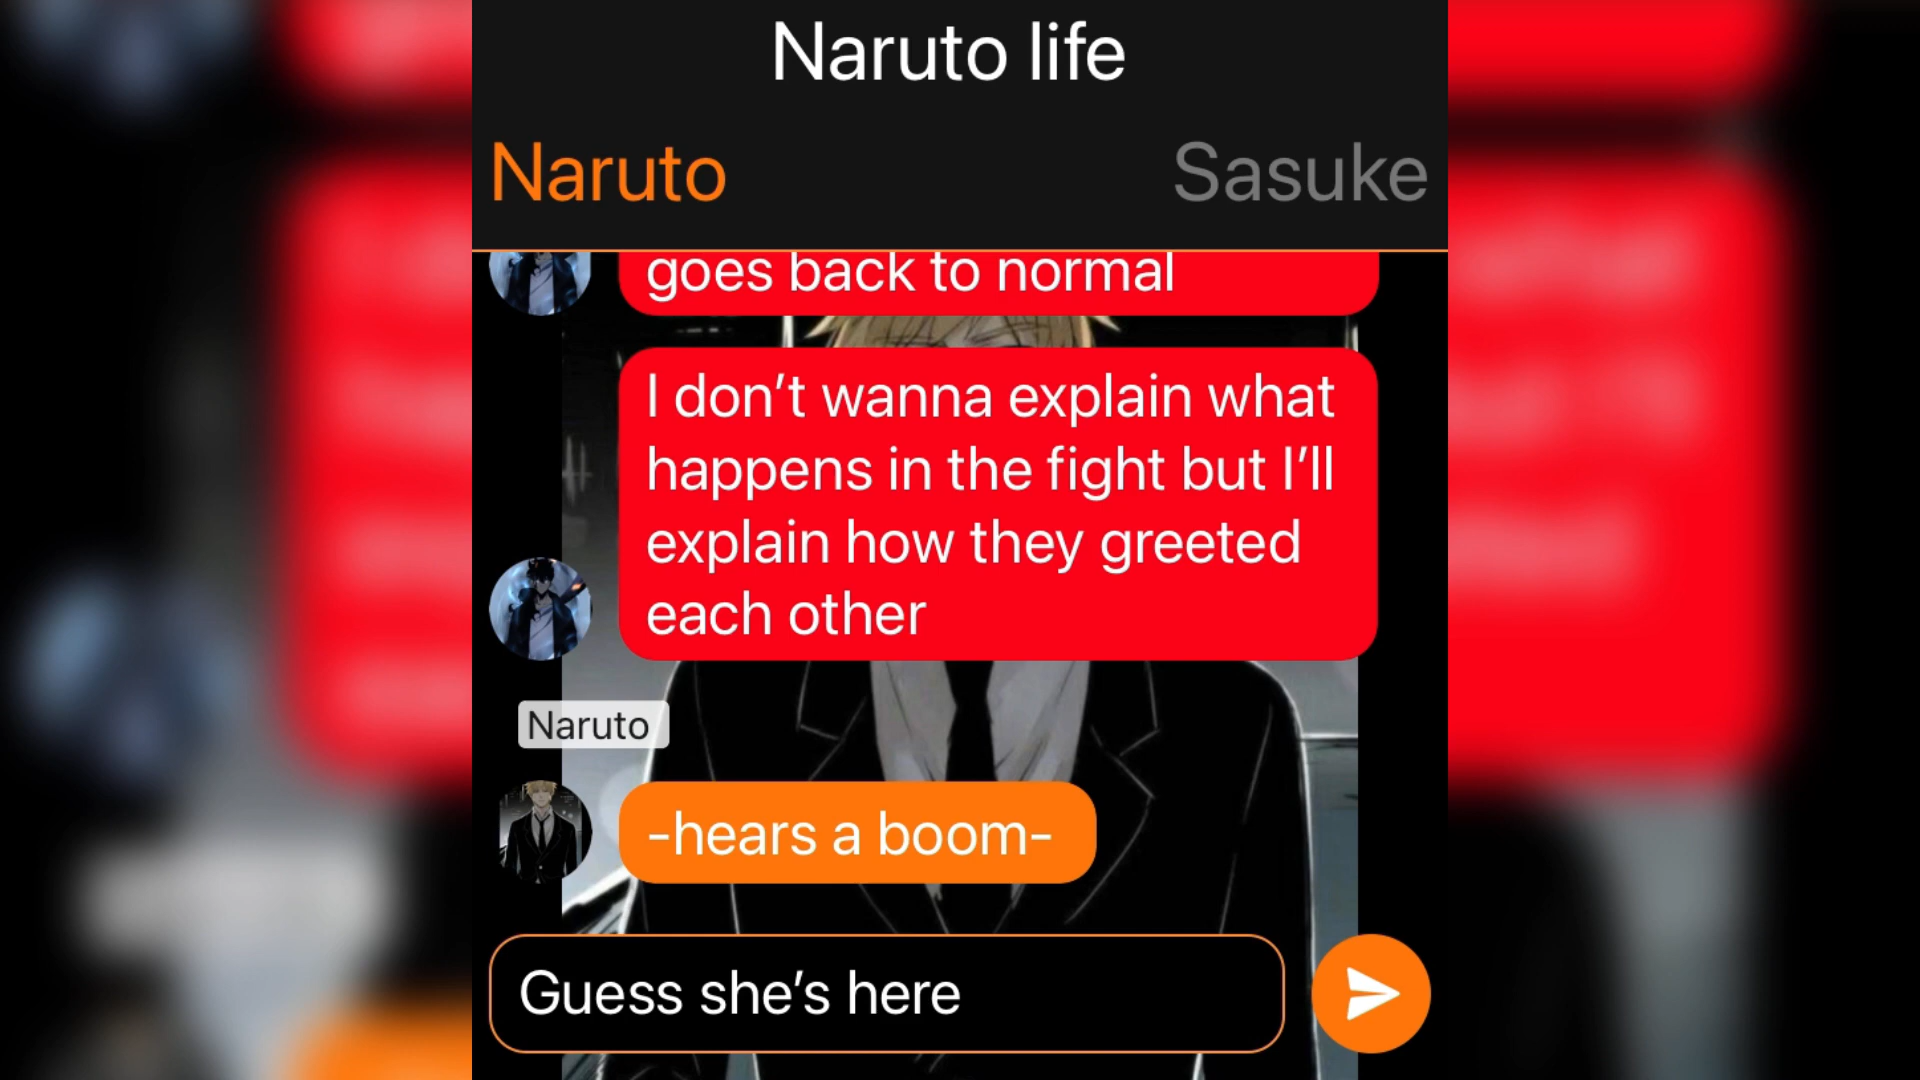 Naruto life
Naruto
Sasuke
goes back to normal
I don't wanna explain what
happens in the fight but I'll
explain how they greeted
each other
Naruto
-hears a boom-
Guess she's here